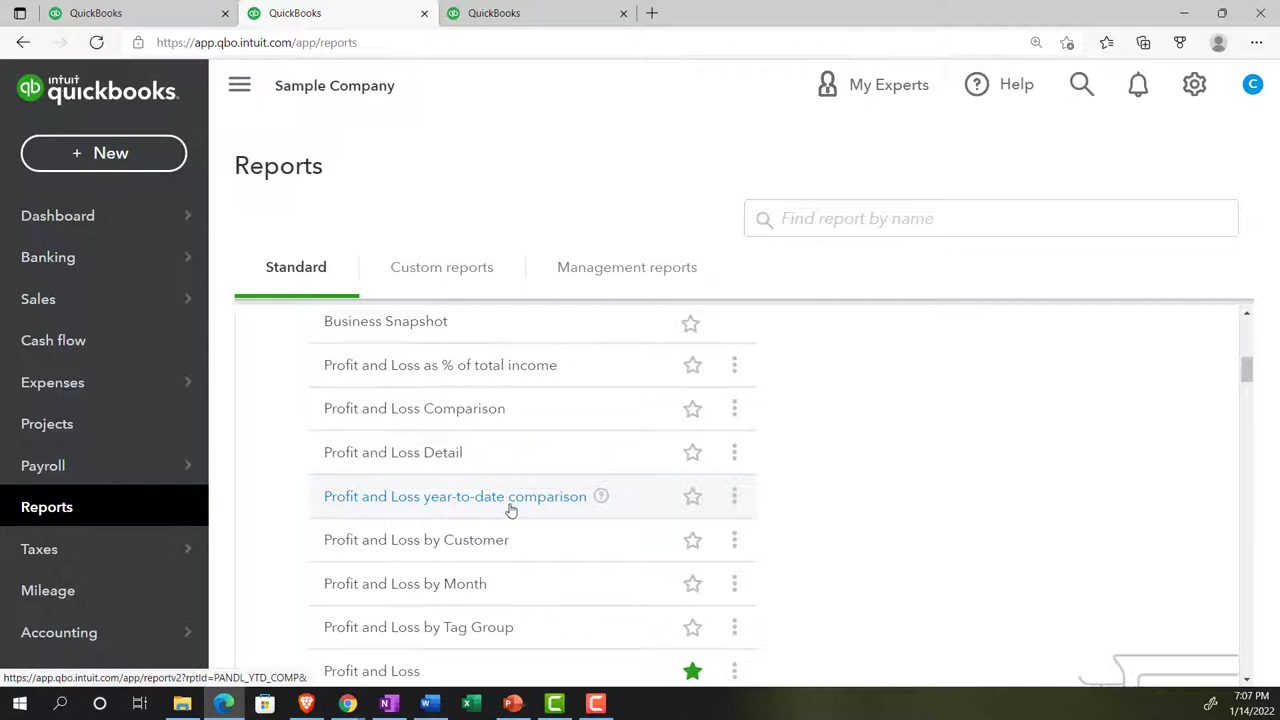 QuickBooks
QuickBooks
QuickBooks
https://app.qbo.intuit.com/app/reports
intuit quickbooks.
Sample Company
My Experts
Help
C
+ New
Reports
Find report by name
Dashboard
Banking
Sales
Cash flow
Expenses
Projects
Payroll
Reports
Taxes
Mileage
Accounting
Standard
Custom reports
Management reports
Business Snapshot
Profit and Loss as % of total income
Profit and Loss Comparison
Profit and Loss Detail
Profit and Loss year-to-date comparison
Profit and Loss by Customer
Profit and Loss by Month
Profit and Loss by Tag Group
Profit and Loss
https://app.qbo.intuit.com/app/reportv2?rptId=PANDL_YTD_COMP&
7:07 PM
1/14/2022